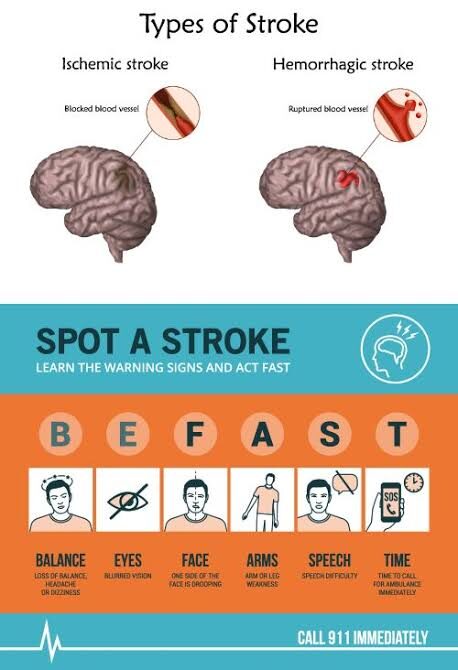 Types of Stroke
Ischemic stroke
Hemorrhagic stroke
Blocked blood vessel
Ruptured blood vessel
SPOT A STROKE
LEARN THE WARNING SIGNS AND ACT FAST
B E F A S T
SOS
BALANCE
LOSS OF BALANCE,
HEADACHE
OR DIZZINESS
EYES
BLURRED VISION
FACE
ONE SIDE OF
THE FACE IS DROOPING
ARMS
ARM OR LEG
WEAKNESS
SPEECH
SPEECH DIFFICULTY
TIME
TIME TO CALL
FOR AMBULANCE
IMMEDIATELY
CALL 911 IMMEDIATELY